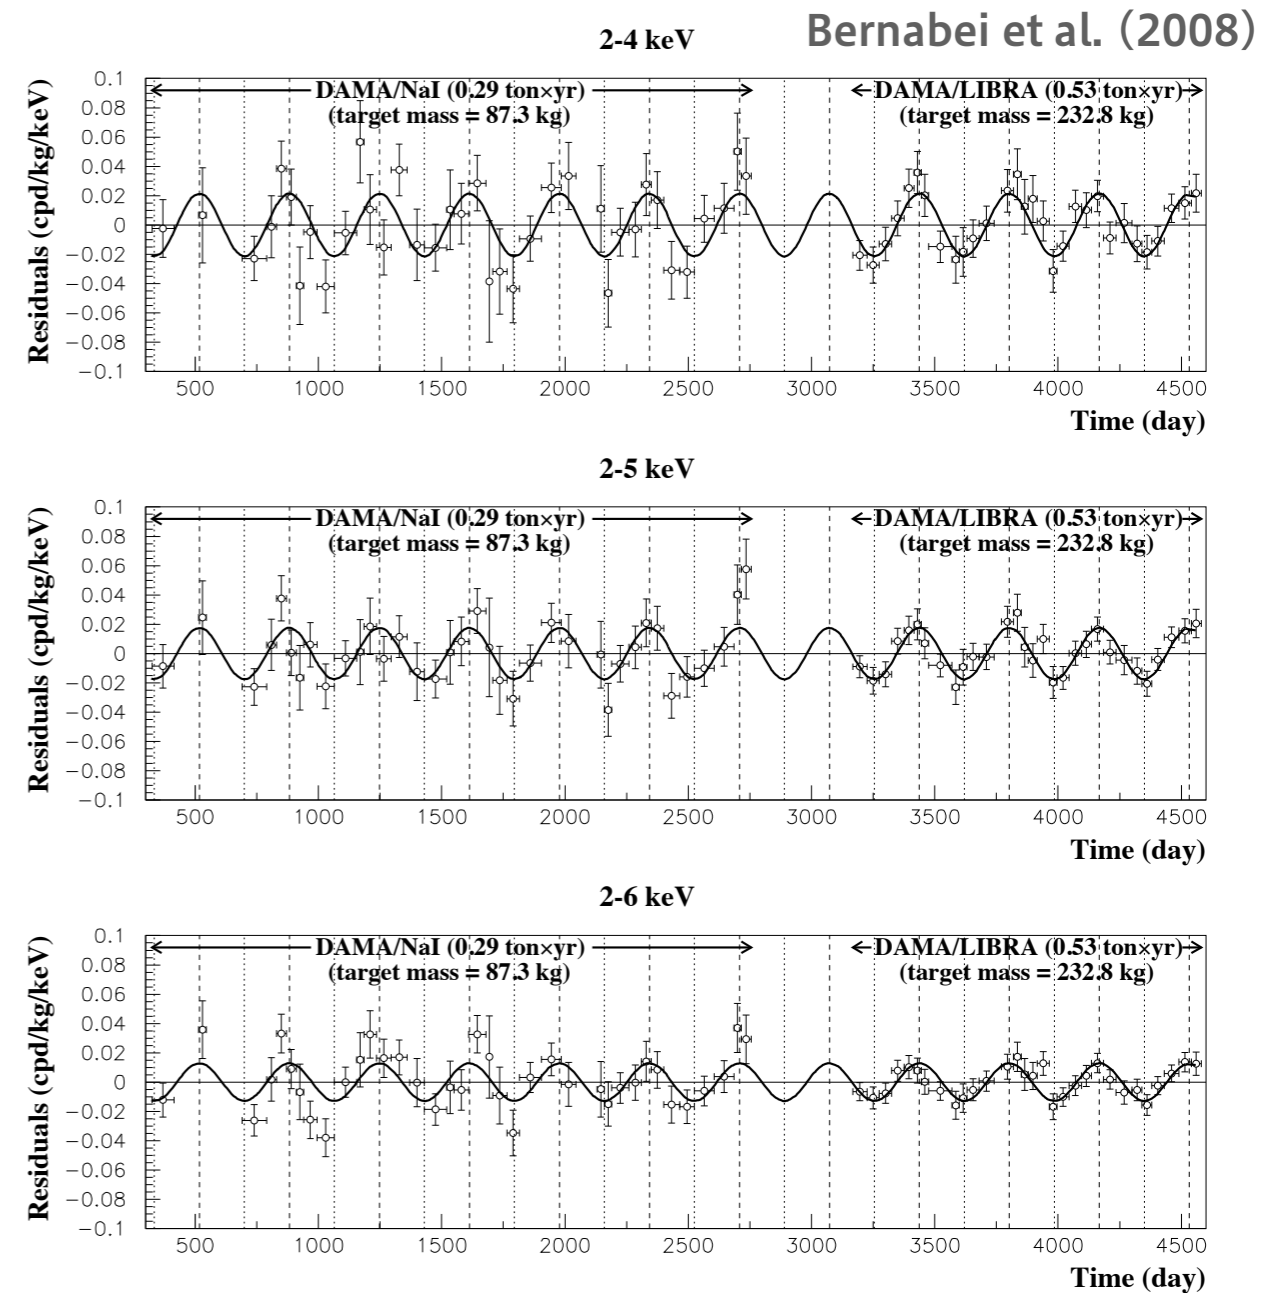 Bernabei et al. (2008)
2-4 keV
Residuals (cpd/kg/keV)
DAMA/NaI (0.29 ton×yr)
(target mass = 87.3 kg)
DAMA/LIBRA (0.53 ton×yr)
(target mass = 232.8 kg)
0.1
0.08
0.06
0.04
0.02
0
−0.02
−0.04
−0.06
−0.08
−0.1
500 1000 1500 2000 2500 3000 3500 4000 4500
Time (day)
2-5 keV
Residuals (cpd/kg/keV)
DAMA/NaI (0.29 ton×yr)
(target mass = 87.3 kg)
DAMA/LIBRA (0.53 ton×yr)
(target mass = 232.8 kg)
0.1
0.08
0.06
0.04
0.02
0
−0.02
−0.04
−0.06
−0.08
−0.1
500 1000 1500 2000 2500 3000 3500 4000 4500
Time (day)
2-6 keV
Residuals (cpd/kg/keV)
DAMA/NaI (0.29 ton×yr)
(target mass = 87.3 kg)
DAMA/LIBRA (0.53 ton×yr)
(target mass = 232.8 kg)
0.1
0.08
0.06
0.04
0.02
0
−0.02
−0.04
−0.06
−0.08
−0.1
500 1000 1500 2000 2500 3000 3500 4000 4500
Time (day)